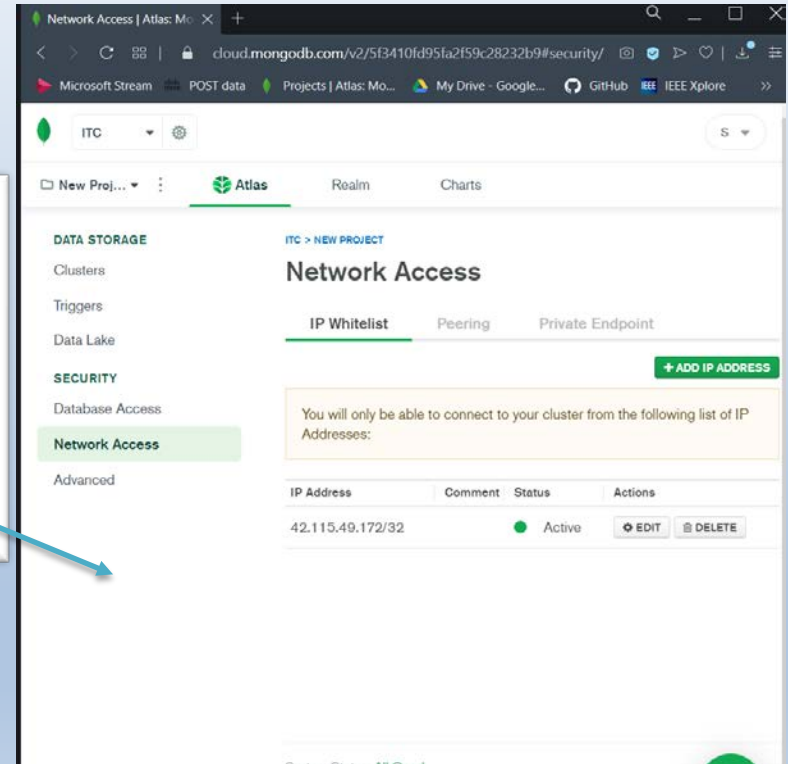 Network Access | Atlas: Mo
cloud.mongodb.com/v2/5f3410fd95fa2f59c28232b9#security/
Microsoft Stream POST data Projects | Atlas: Mo... My Drive - Google... GitHub IEEE IEEE Xplore »
ITC S
New Proj... Atlas Realm Charts
DATA STORAGE
Clusters
Triggers
Data Lake
SECURITY
Database Access
Network Access
Advanced
ITC > NEW PROJECT
Network Access
IP Whitelist Peering Private Endpoint
+ ADD IP ADDRESS
You will only be able to connect to your cluster from the following list of IP
Addresses:
IP Address Comment Status Actions
42.115.49.172/32 Active EDIT DELETE